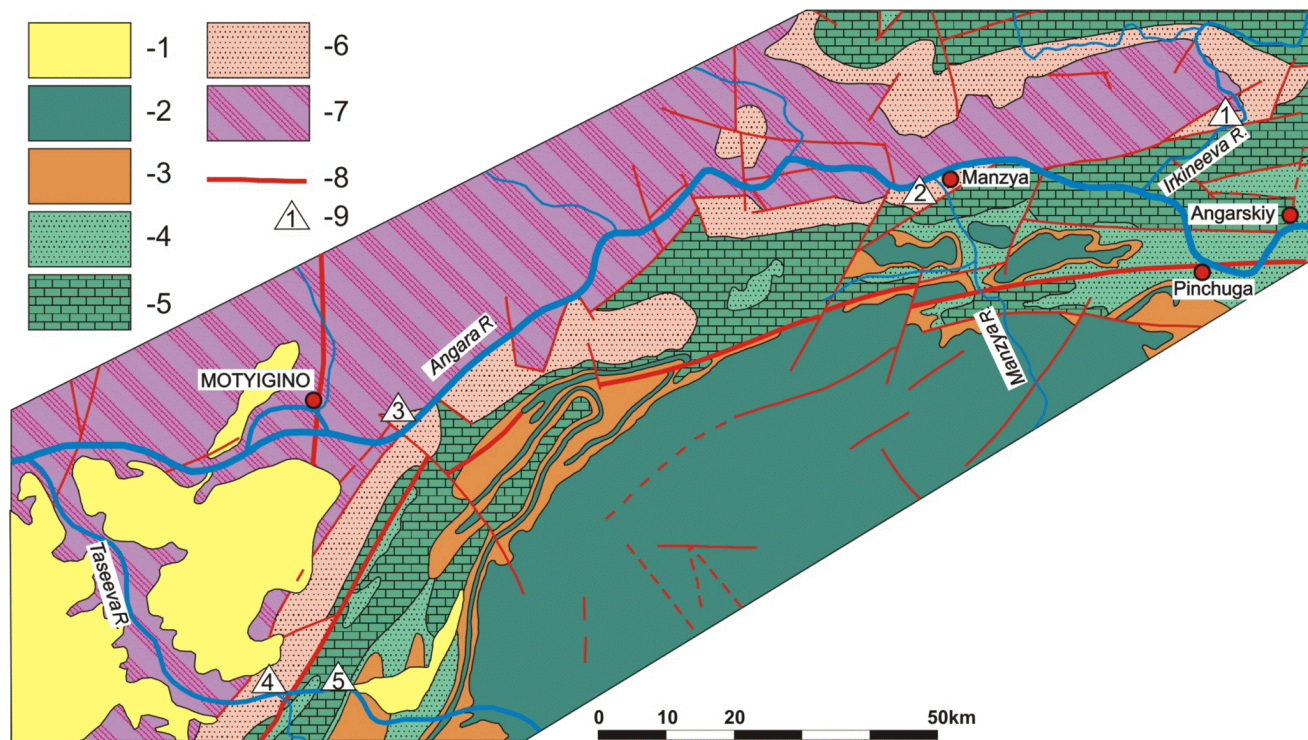 -1
-2
-3
-4
-5
-6
-7
-8
1 -9
1
Irkineeva R.
2
Manzya
Angarskiy
Pinchuga
Manzya R.
Angara R
MOTYIGINO
3
Taseeva R.
4
5
0 10 20 50km